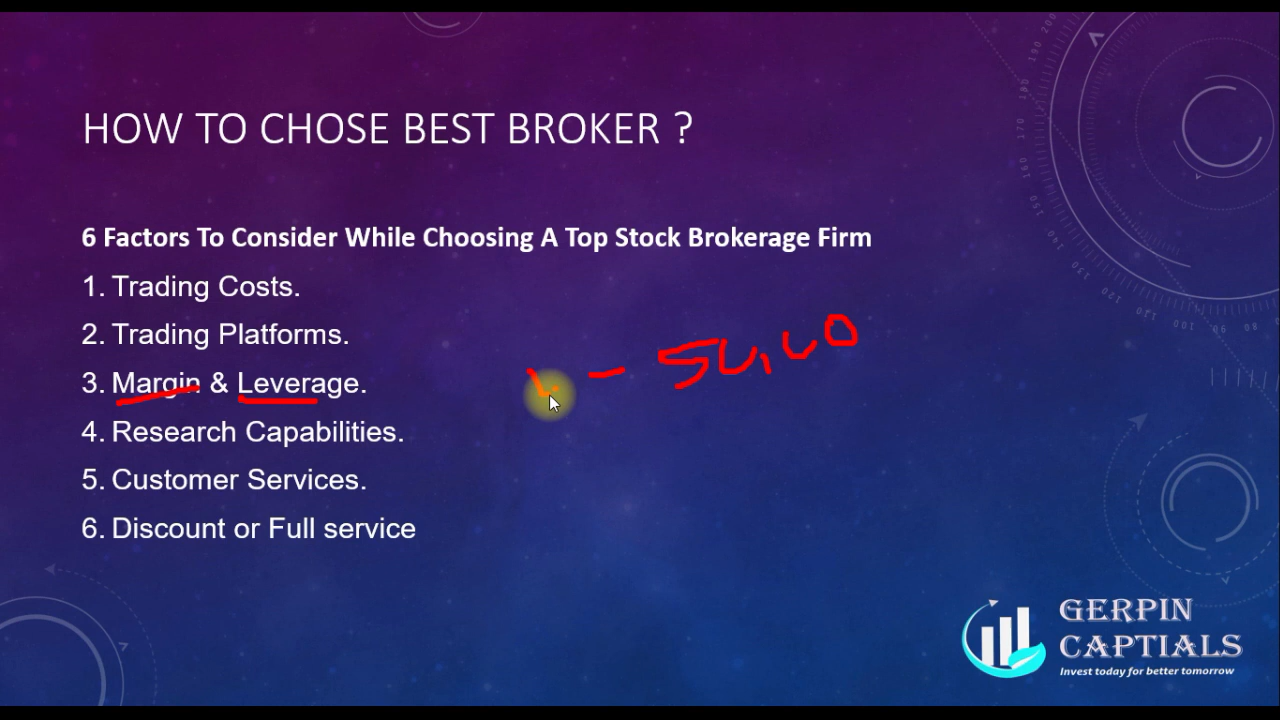 HOW TO CHOSE BEST BROKER ?
6 Factors To Consider While Choosing A Top Stock Brokerage Firm
1. Trading Costs.
2. Trading Platforms.
3. Margin & Leverage.
4. Research Capabilities.
5. Customer Services.
6. Discount or Full service
GERPIN
CAPTIALS
Invest today for better tomorrow